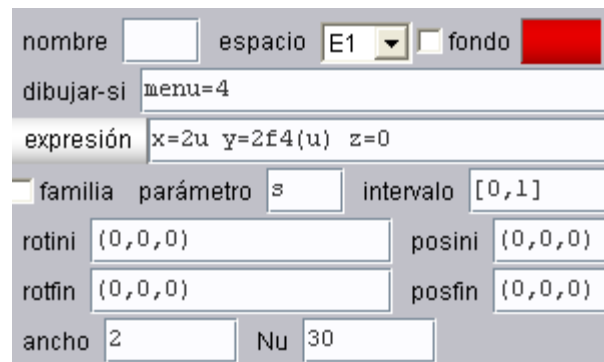 nombre espacio E1 fondo
dibujar-si menu=4
expresión x=2u y=2f4(u) z=0
familia parámetro s intervalo [0,1]
rotini (0,0,0) posini (0,0,0)
rotfin (0,0,0) posfin (0,0,0)
ancho 2 Nu 30